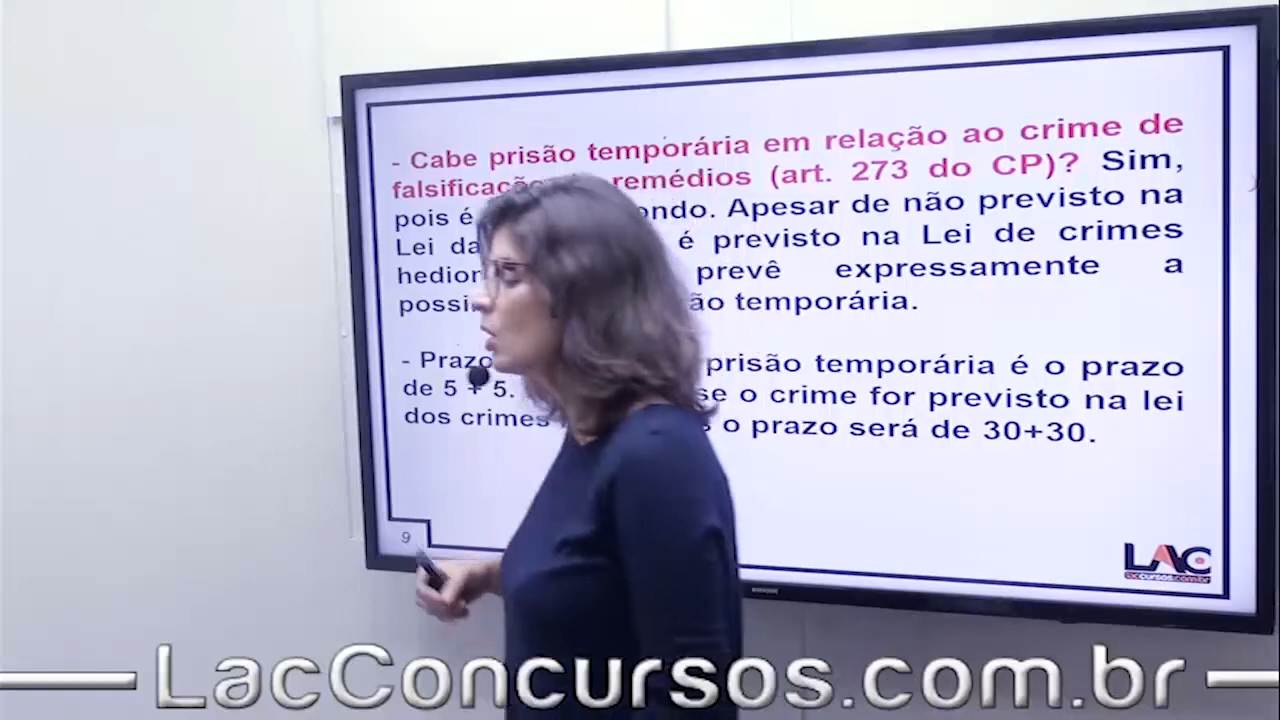 - Cabe prisão temporária em relação ao crime de
falsificação remédios (art. 273 do CP)? Sim,
pois é ondo. Apesar de não previsto na
Lei da é previsto na Lei de crimes
hedion prevê expressamente a
possi ão temporária.
- Prazo prisão temporária é o prazo
de 5 + 5. se o crime for previsto na lei
dos crimes s o prazo será de 30+30.
9
LAC
laccursos.com.br
LacConcursos.com.br